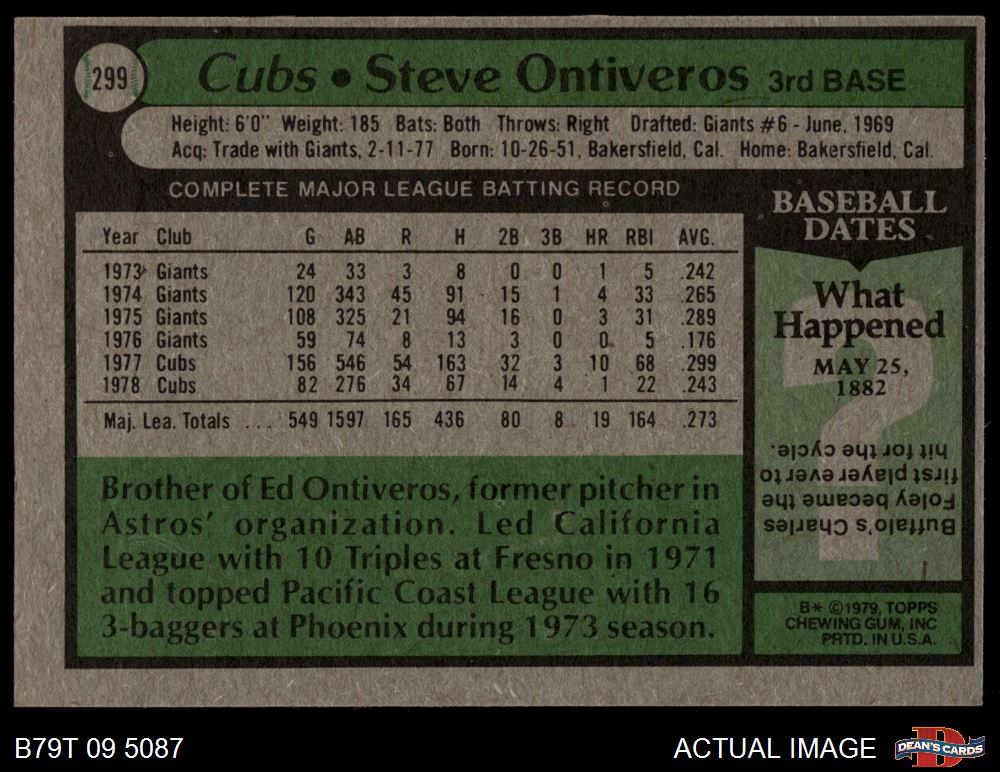 299
Cubs • Steve Ontiveros 3rd BASE
Height: 6'0" Weight: 185 Bats: Both Throws: Right Drafted: Giants #6 - June, 1969
Acq: Trade with Giants, 2-11-77 Born: 10-26-51, Bakersfield, Cal. Home: Bakersfield, Cal.
COMPLETE MAJOR LEAGUE BATTING RECORD
Year Club G AB R H 2B 3B HR RBI AVG.
1973 Giants 24 33 3 8 0 0 1 5 .242
1974 Giants 120 343 45 91 15 1 4 33 .265
1975 Giants 108 325 21 94 16 0 3 31 .289
1976 Giants 59 74 8 13 3 0 0 5 .176
1977 Cubs 156 546 54 163 32 3 10 68 .299
1978 Cubs 82 276 34 67 14 4 1 22 .243
Maj. Lea. Totals ... 549 1597 165 436 80 8 19 164 .273
Brother of Ed Ontiveros, former pitcher in
Astros' organization. Led California
League with 10 Triples at Fresno in 1971
and topped Pacific Coast League with 16
3-baggers at Phoenix during 1973 season.
BASEBALL
DATES
What
Happened
MAY 25,
1882
?
Buffalo's Charles
Foley became the
first player ever to
hit for the cycle.
B* ©1979, TOPPS
CHEWING GUM, INC
PRTD. IN U.S.A.
B79T 09 5087
ACTUAL IMAGE
D
DEAN'S CARDS